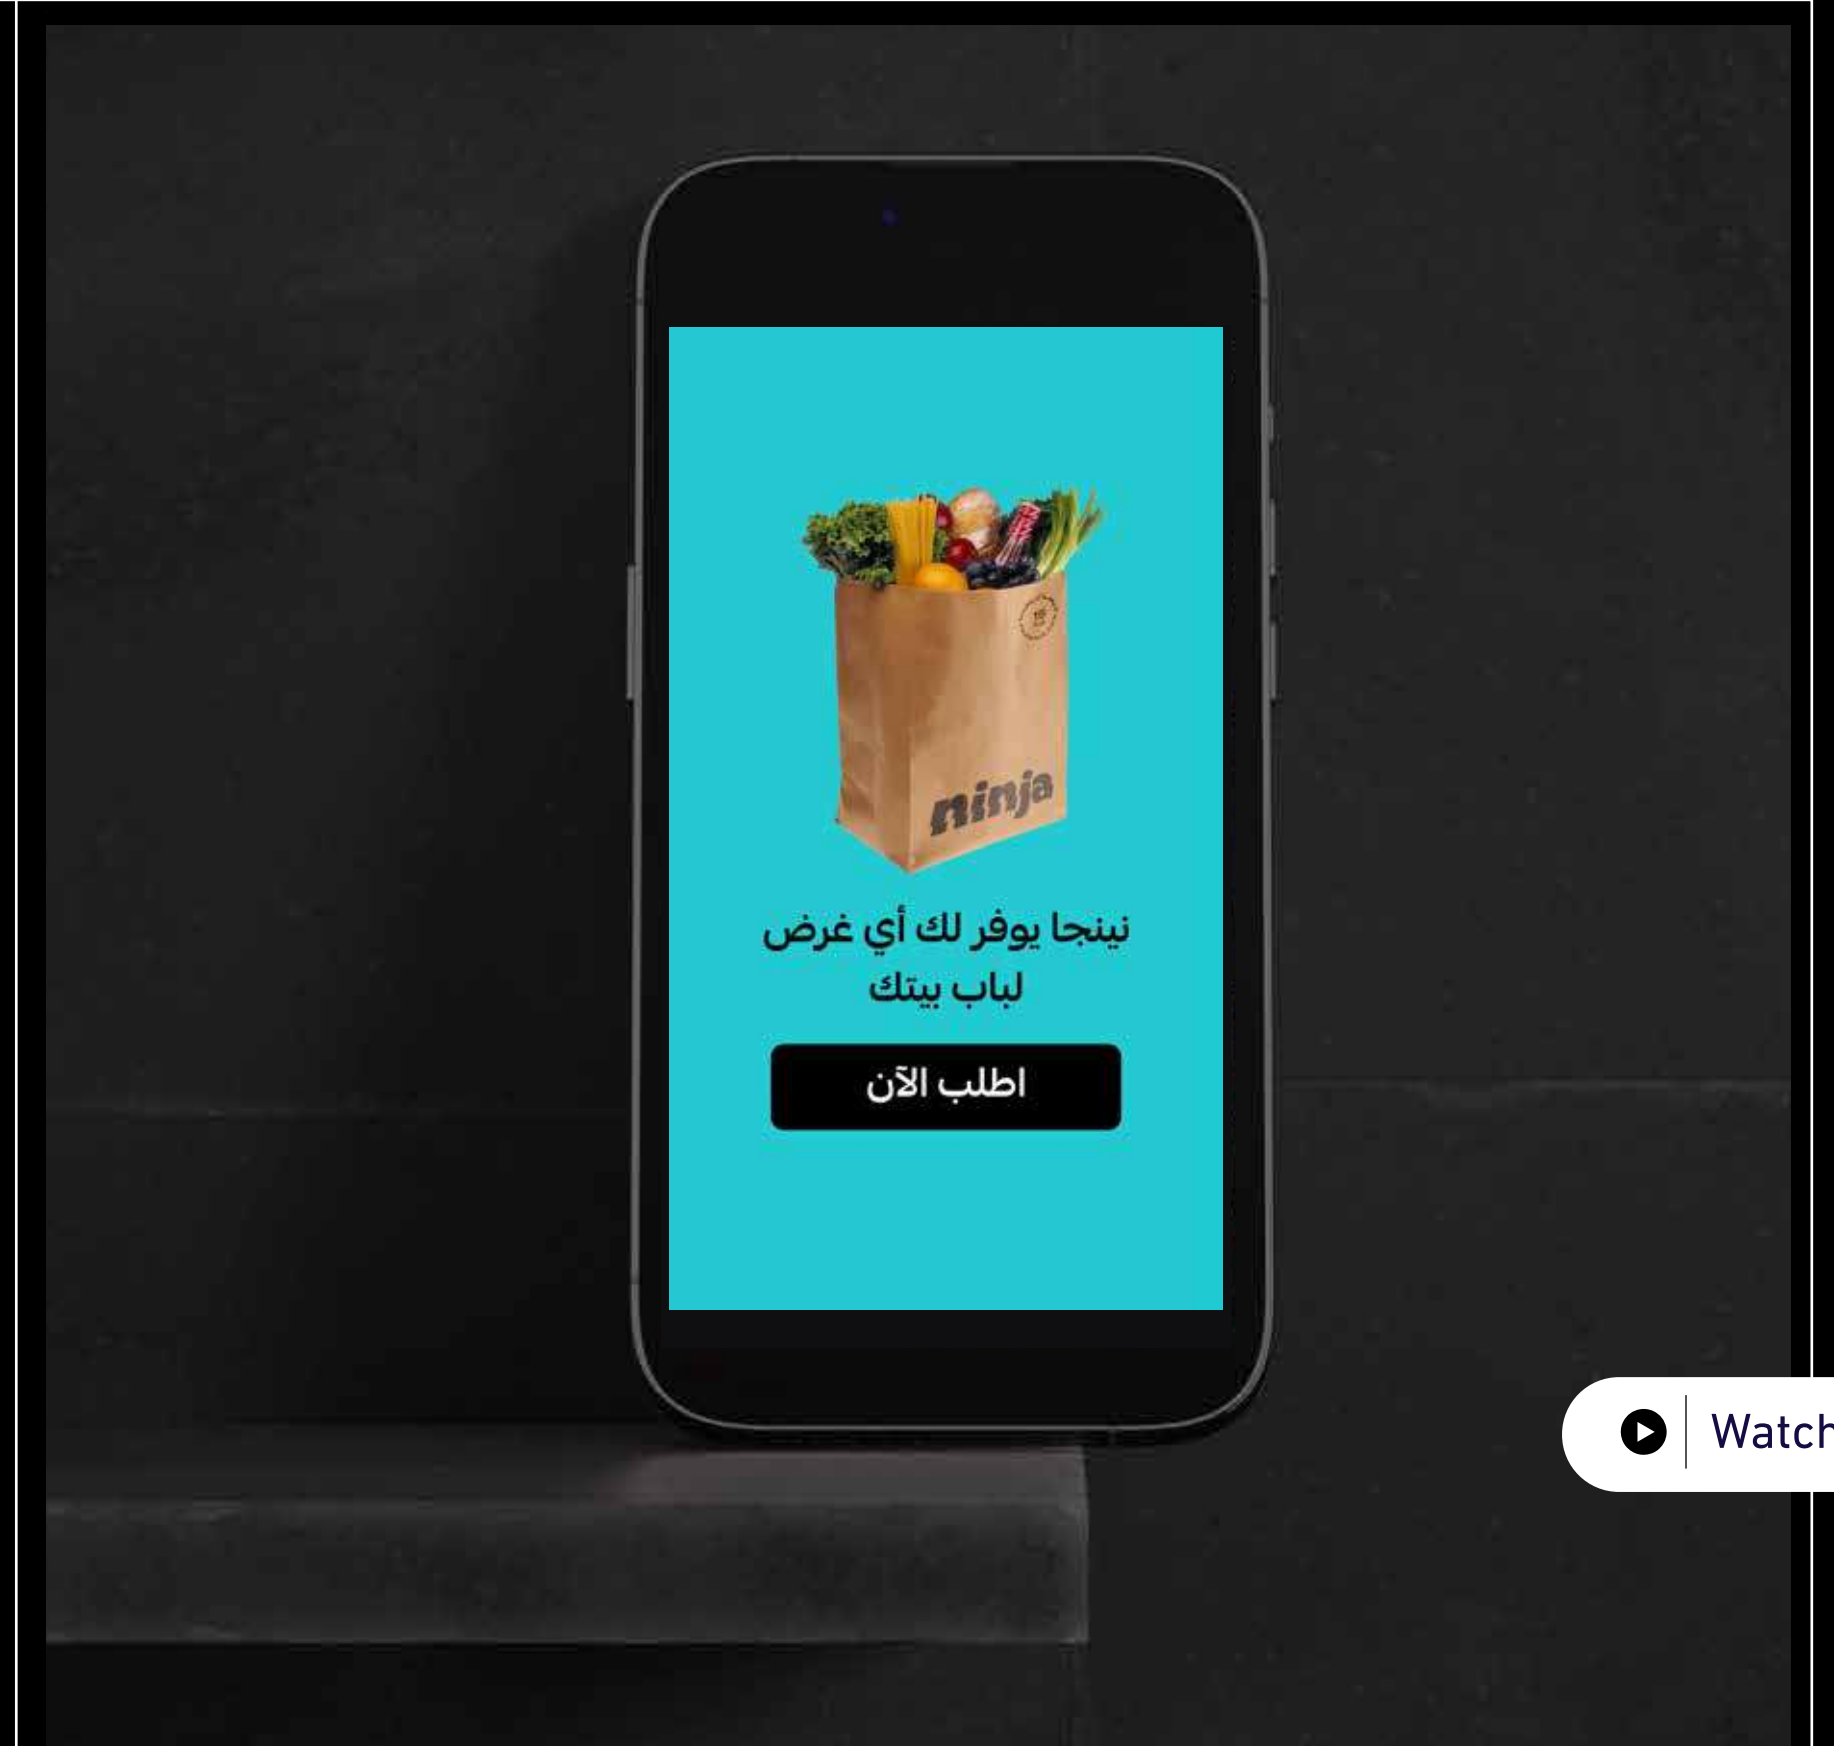 ninja
نينجا يوفر لك أي غرض
لباب بيتك
اطلب الآن
Watch